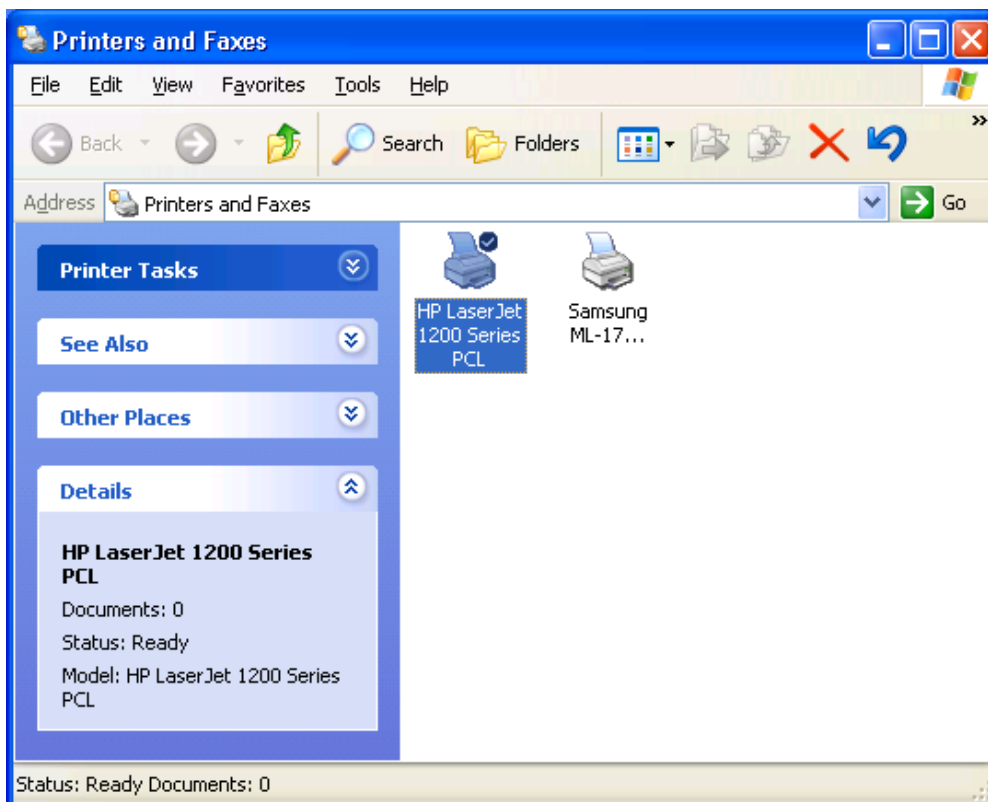 Printers and Faxes
File Edit View Favorites Tools Help
Back Search Folders »
Address Printers and Faxes Go
Printer Tasks
See Also
Other Places
Details
HP LaserJet 1200 Series
PCL
Documents: 0
Status: Ready
Model: HP LaserJet 1200 Series
PCL
HP LaserJet
1200 Series
PCL
Samsung
ML-17...
Status: Ready Documents: 0